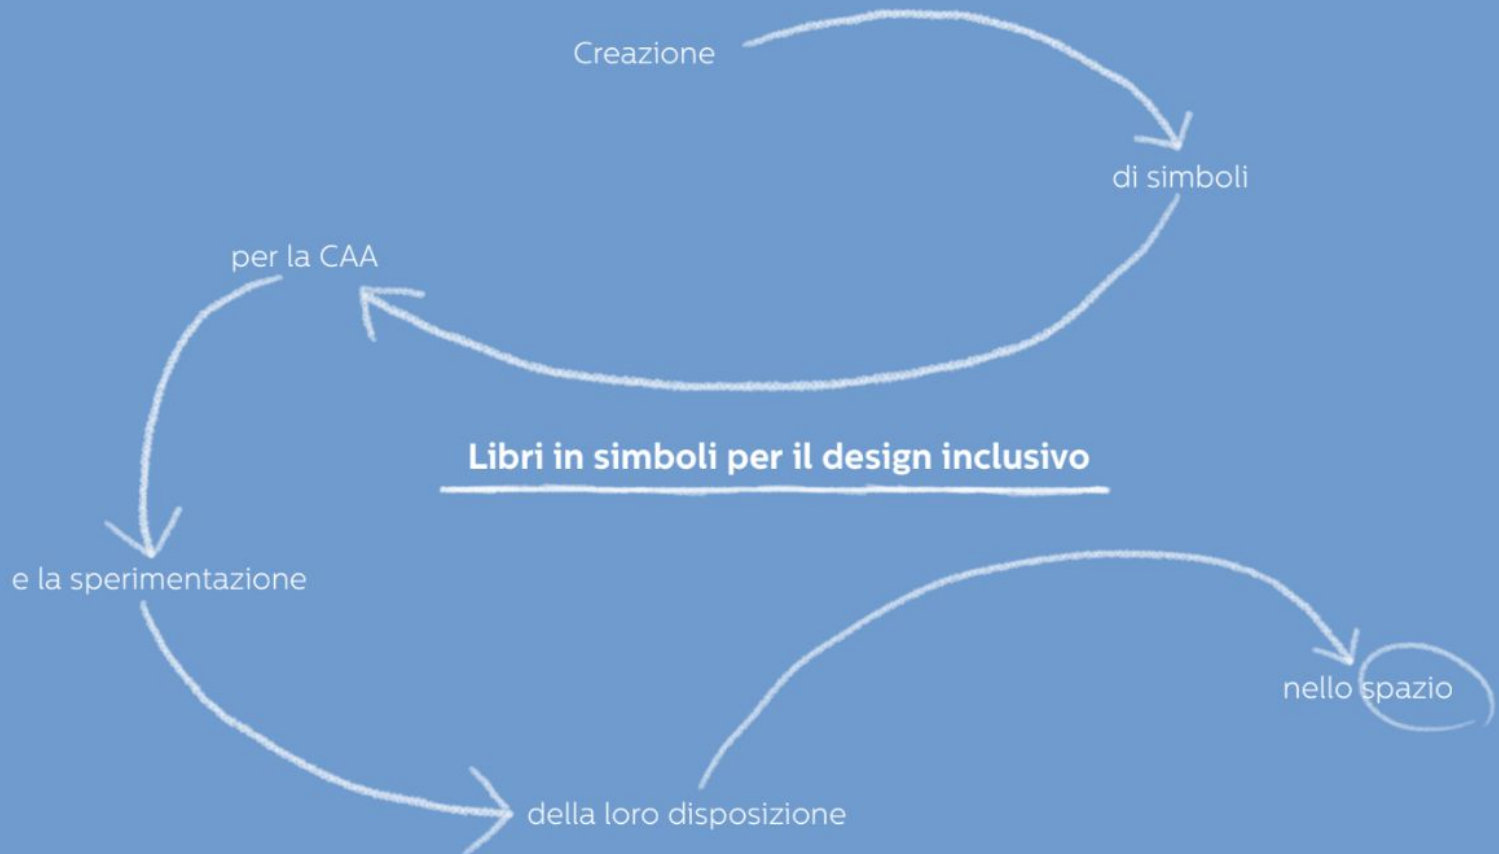 Creazione
di simboli
per la CAA
Libri in simboli per il design inclusivo
e la sperimentazione
della loro disposizione
nello spazio